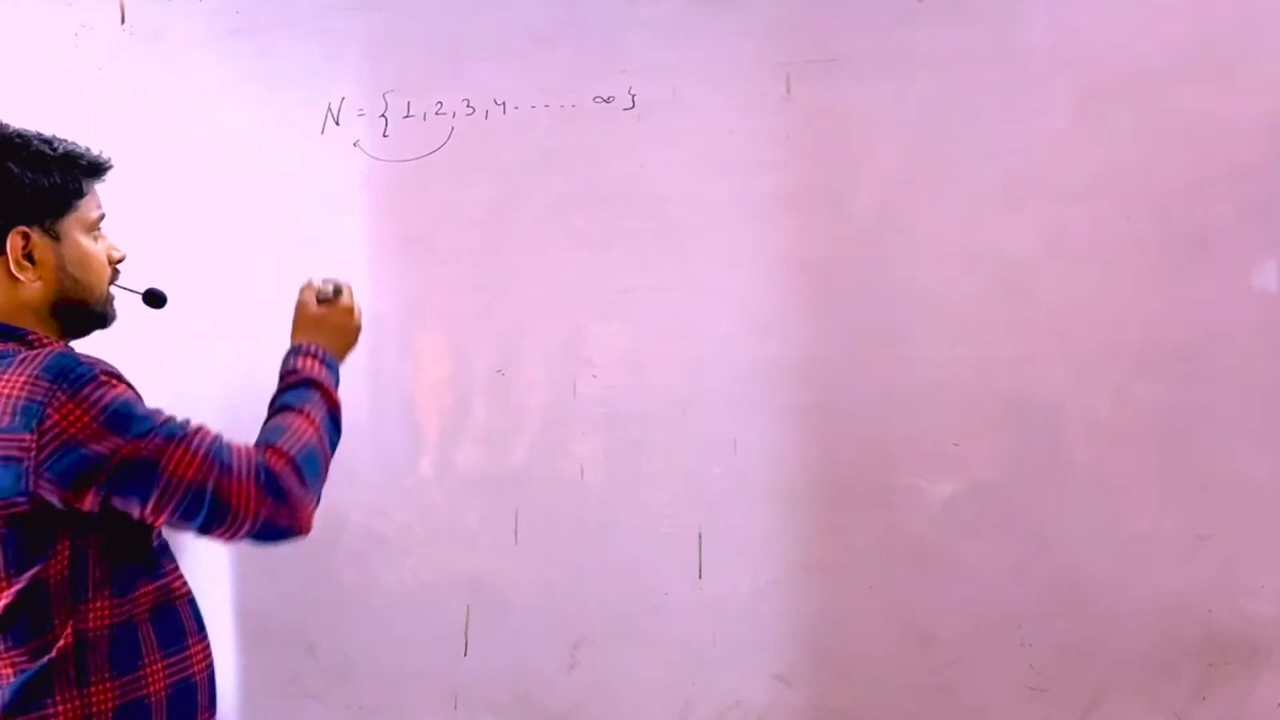 N = {1,2,3,4...... ∞}